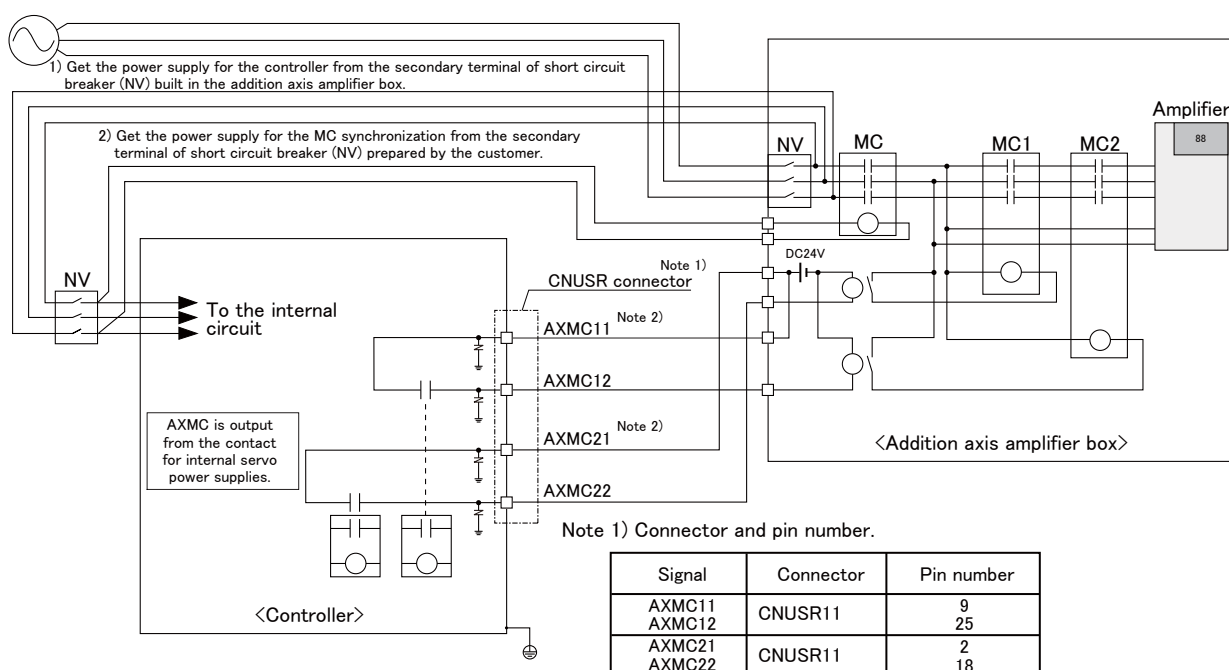 1) Get the power supply for the controller from the secondary terminal of short circuit
breaker (NV) built in the addition axis amplifier box.
2) Get the power supply for the MC synchronization from the secondary
terminal of short circuit breaker (NV) prepared by the customer.
Amplifier
88
NV
MC
MC1
MC2
DC24V
NV
To the internal
circuit
Note 1)
CNUSR connector
AXMC11 Note 2)
AXMC12
AXMC21 Note 2)
AXMC22
AXMC is output
from the contact
for internal servo
power supplies.
<Addition axis amplifier box>
<Controller>
Note 1) Connector and pin number.
Signal Connector Pin number
AXMC11 CNUSR11 9
AXMC12 25
AXMC21 CNUSR11 2
AXMC22 18